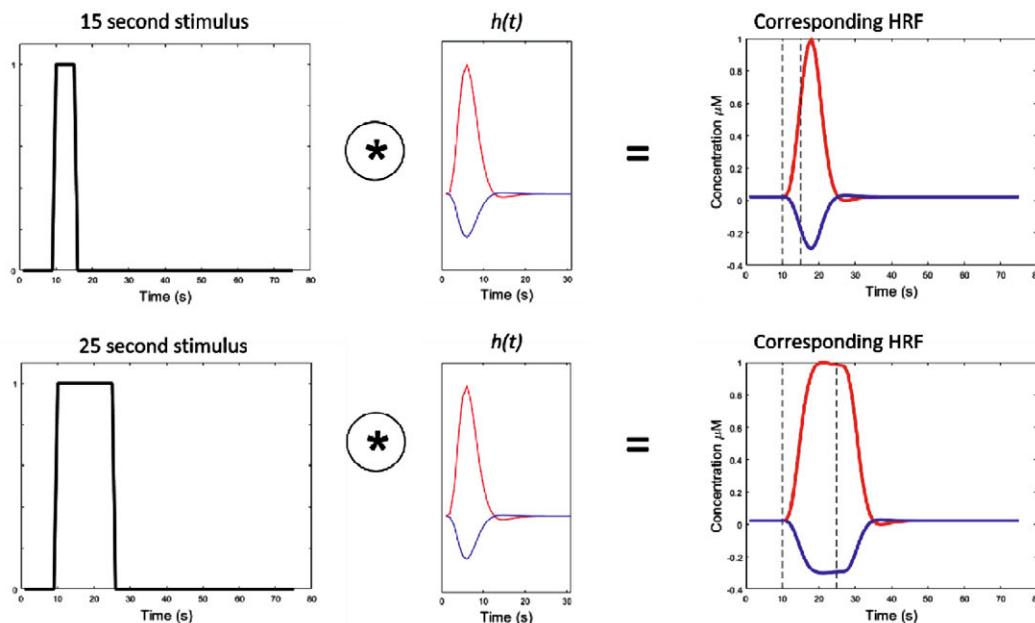 15 second stimulus
h(t)
Corresponding HRF
1
0
0 10 20 30 40 50 60 70 80
Time (s)
*
0 10 20 30
Time (s)
=
Concentration μM
1
0.8
0.6
0.4
0.2
0
-0.2
-0.4
0 10 20 30 40 50 60 70 80
Time (s)
25 second stimulus
h(t)
Corresponding HRF
1
0
0 10 20 30 40 50 60 70 80
Time (s)
*
0 10 20 30
Time (s)
=
Concentration μM
1
0.8
0.6
0.4
0.2
0
-0.2
-0.4
0 10 20 30 40 50 60 70 80
Time (s)